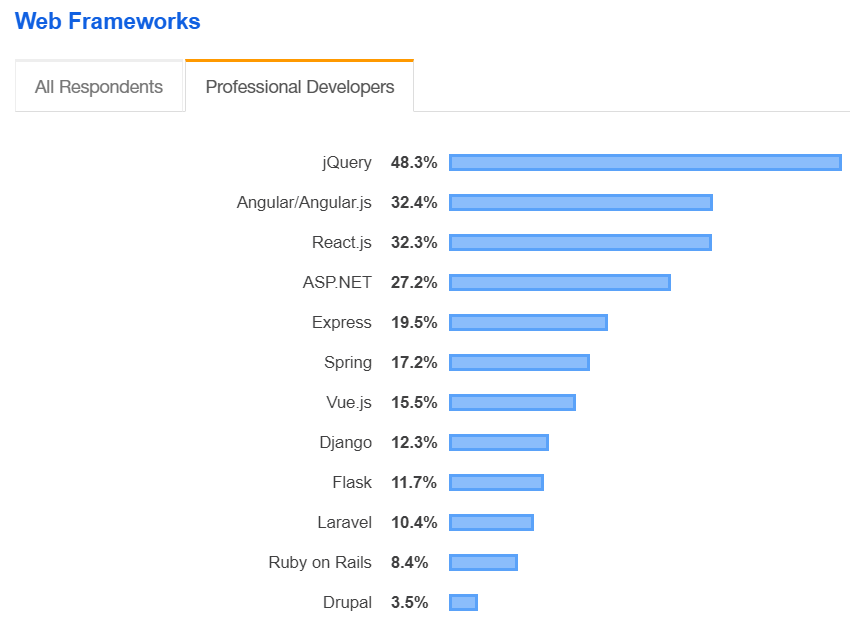 Web Frameworks
All Respondents Professional Developers
jQuery 48.3%
Angular/Angular.js 32.4%
React.js 32.3%
ASP.NET 27.2%
Express 19.5%
Spring 17.2%
Vue.js 15.5%
Django 12.3%
Flask 11.7%
Laravel 10.4%
Ruby on Rails 8.4%
Drupal 3.5%